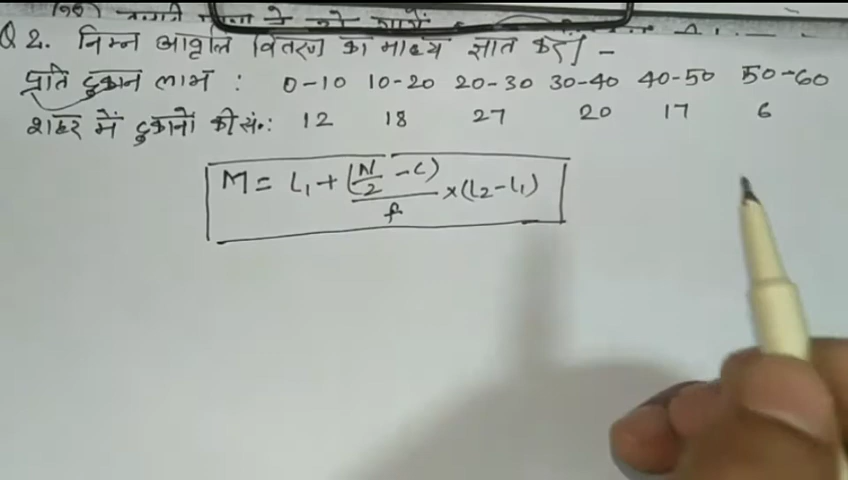 Q 2. निम्न आवृत्ति वितरण का माध्य ज्ञात करो -
प्रति दुकान लाभ : 0-10 10-20 20-30 30-40 40-50 50-60
शहर में दुकानों की सं.: 12 18 27 20 17 6
M = L₁ + (N/2 - C)/f × (L₂ - L₁)